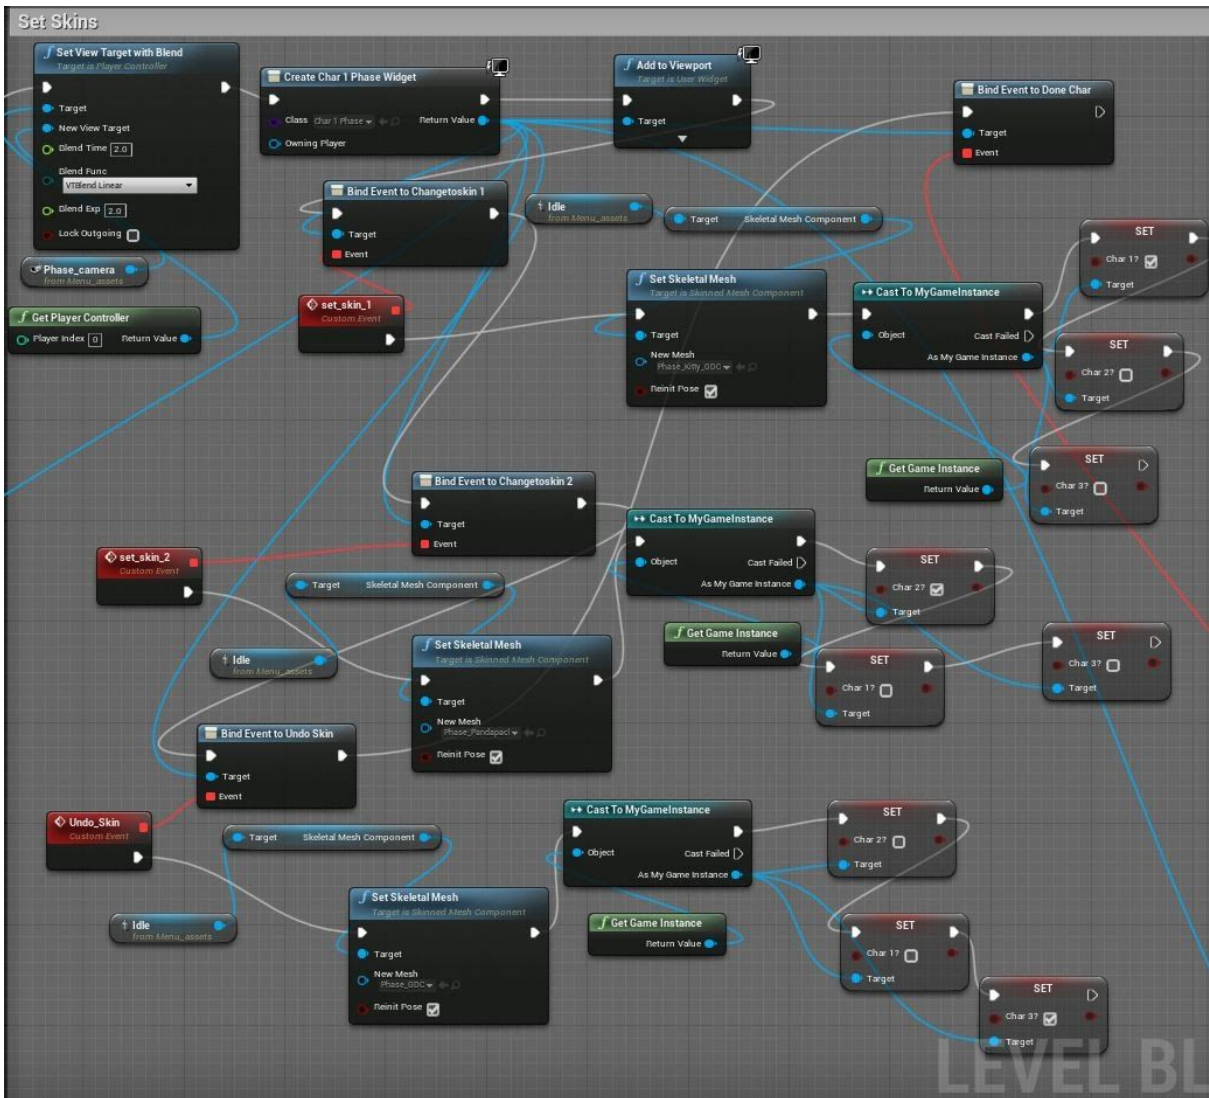 Set Skins
Set View Target with Blend
Target is Player Controller
Target
New View Target
Blend Time 2.0
Blend Func
VTBlend Linear
Blend Exp 2.0
Lock Outgoing
Phase_camera
from Menu_assets
Get Player Controller
Player Index 0 Return Value
Create Char 1 Phase Widget
Class Char 1 Phase Return Value
Owning Player
Add to Viewport
Target is User Widget
Target
Bind Event to Done Char
Target
Event
Bind Event to Changetoskin 1
Target
Event
Idle
from Menu_assets
Target Skeletal Mesh Component
set_skin_1
Custom Event
Set Skeletal Mesh
Target is Skinned Mesh Component
Target
New Mesh
Phase_Kitty_GDC
Reinit Pose
Cast To MyGameInstance
Object Cast Failed
As My Game Instance
SET
Char 1?
Target
SET
Char 2?
Target
SET
Char 3?
Target
Get Game Instance
Return Value
Bind Event to Changetoskin 2
Target
Event
set_skin_2
Custom Event
Target Skeletal Mesh Component
Idle
from Menu_assets
Set Skeletal Mesh
Target is Skinned Mesh Component
Target
New Mesh
Phase_Pandapacl
Reinit Pose
Cast To MyGameInstance
Object Cast Failed
As My Game Instance
Get Game Instance
Return Value
SET
Char 2?
Target
SET
Char 1?
Target
SET
Char 3?
Target
Bind Event to Undo Skin
Target
Event
Undo_Skin
Custom Event
Target Skeletal Mesh Component
Idle
from Menu_assets
Set Skeletal Mesh
Target is Skinned Mesh Component
Target
New Mesh
Phase_GDC
Reinit Pose
Cast To MyGameInstance
Object Cast Failed
As My Game Instance
Get Game Instance
Return Value
SET
Char 2?
Target
SET
Char 1?
Target
SET
Char 3?
Target
LEVEL BL